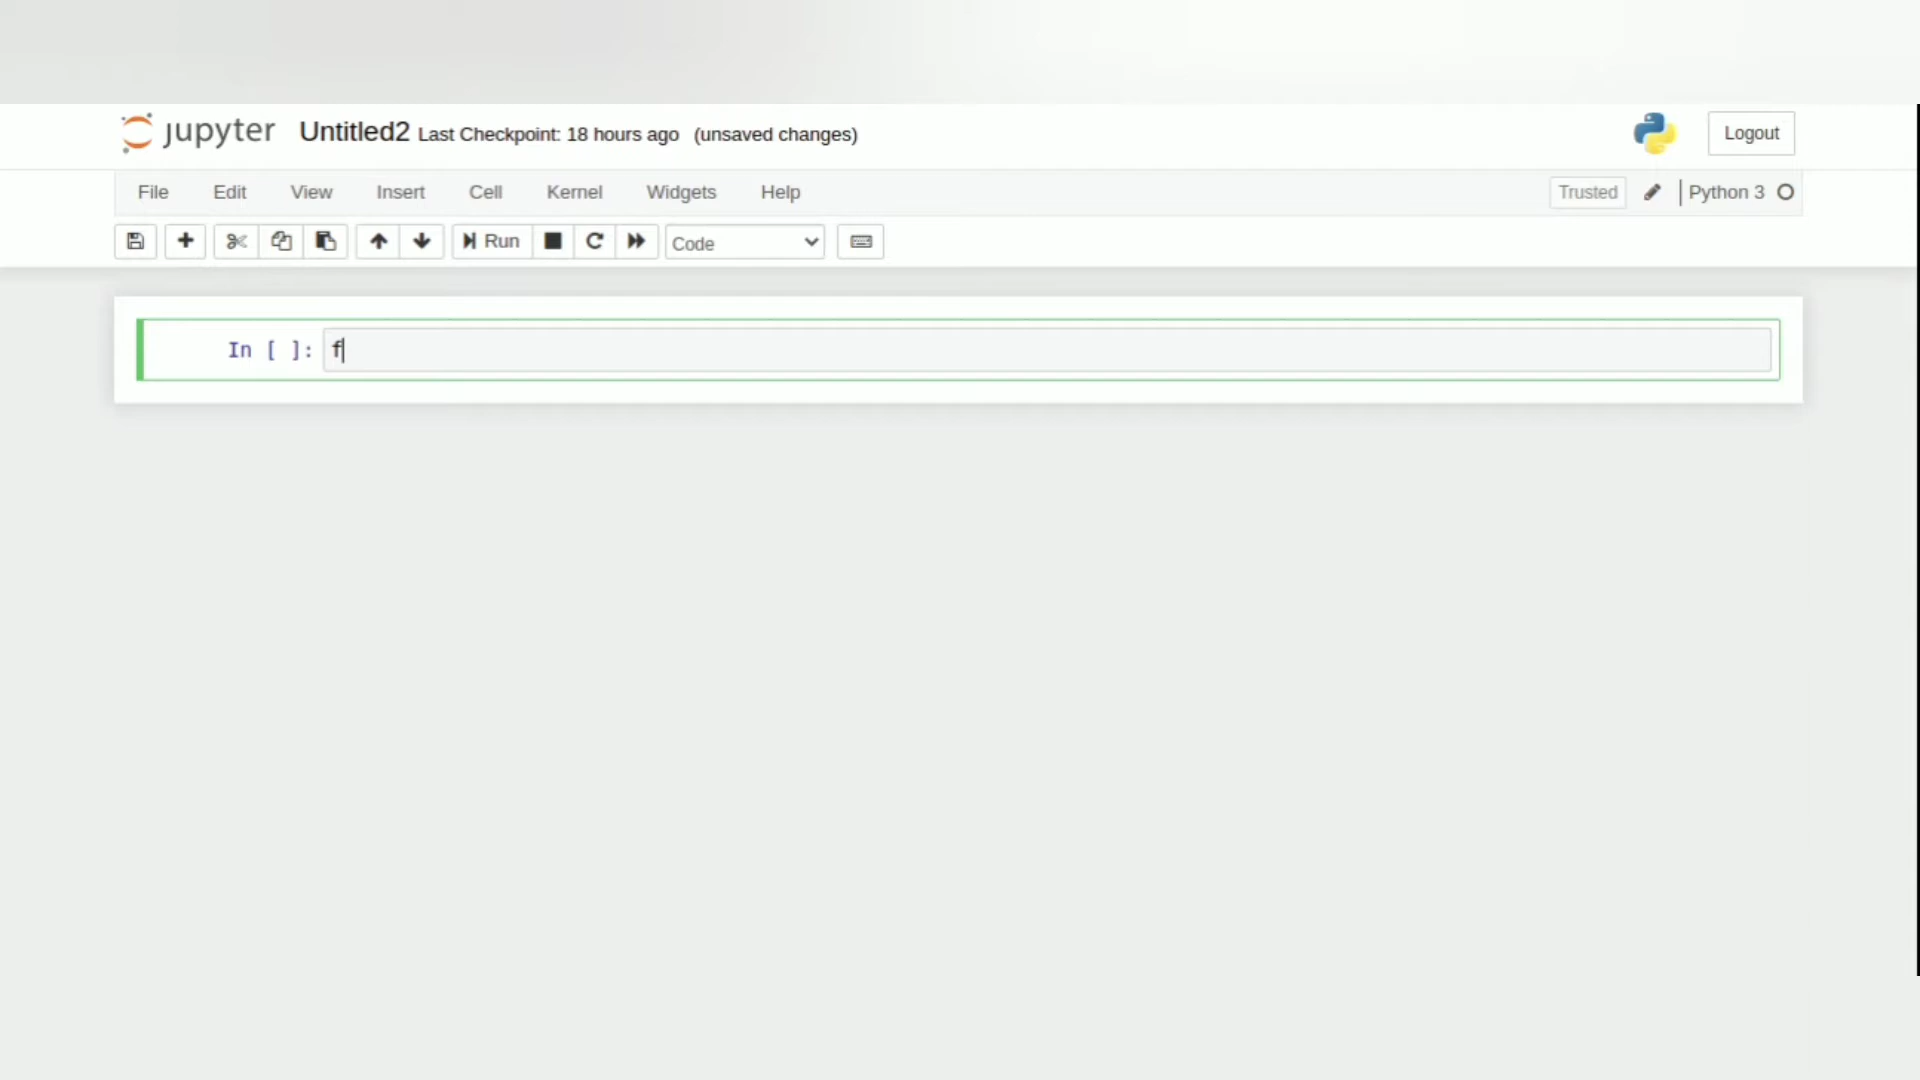 jupyter Untitled2 Last Checkpoint: 18 hours ago (unsaved changes) Logout
File Edit View Insert Cell Kernel Widgets Help Trusted Python 3
Run Code
In [ ]: f